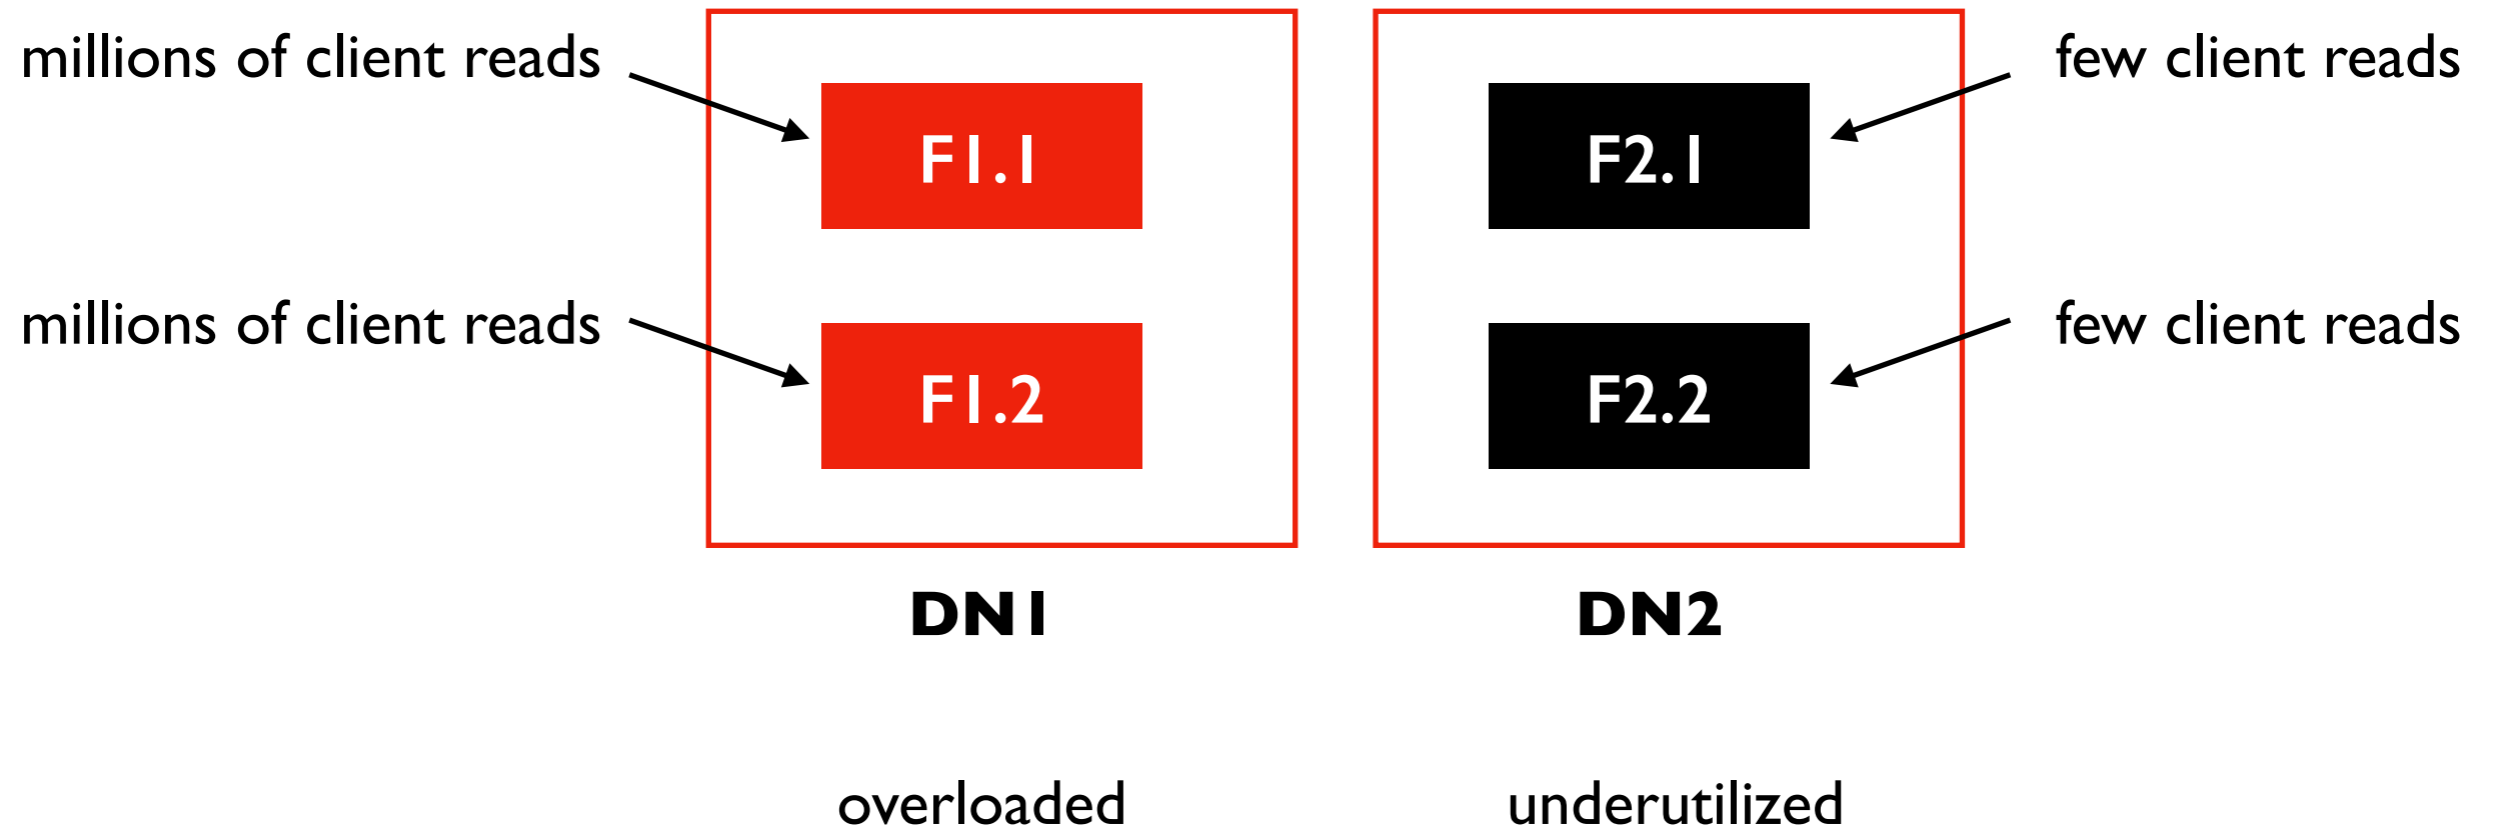 millions of client reads
few client reads
F1.1
F2.1
millions of client reads
few client reads
F1.2
F2.2
DN1
DN2
overloaded
underutilized